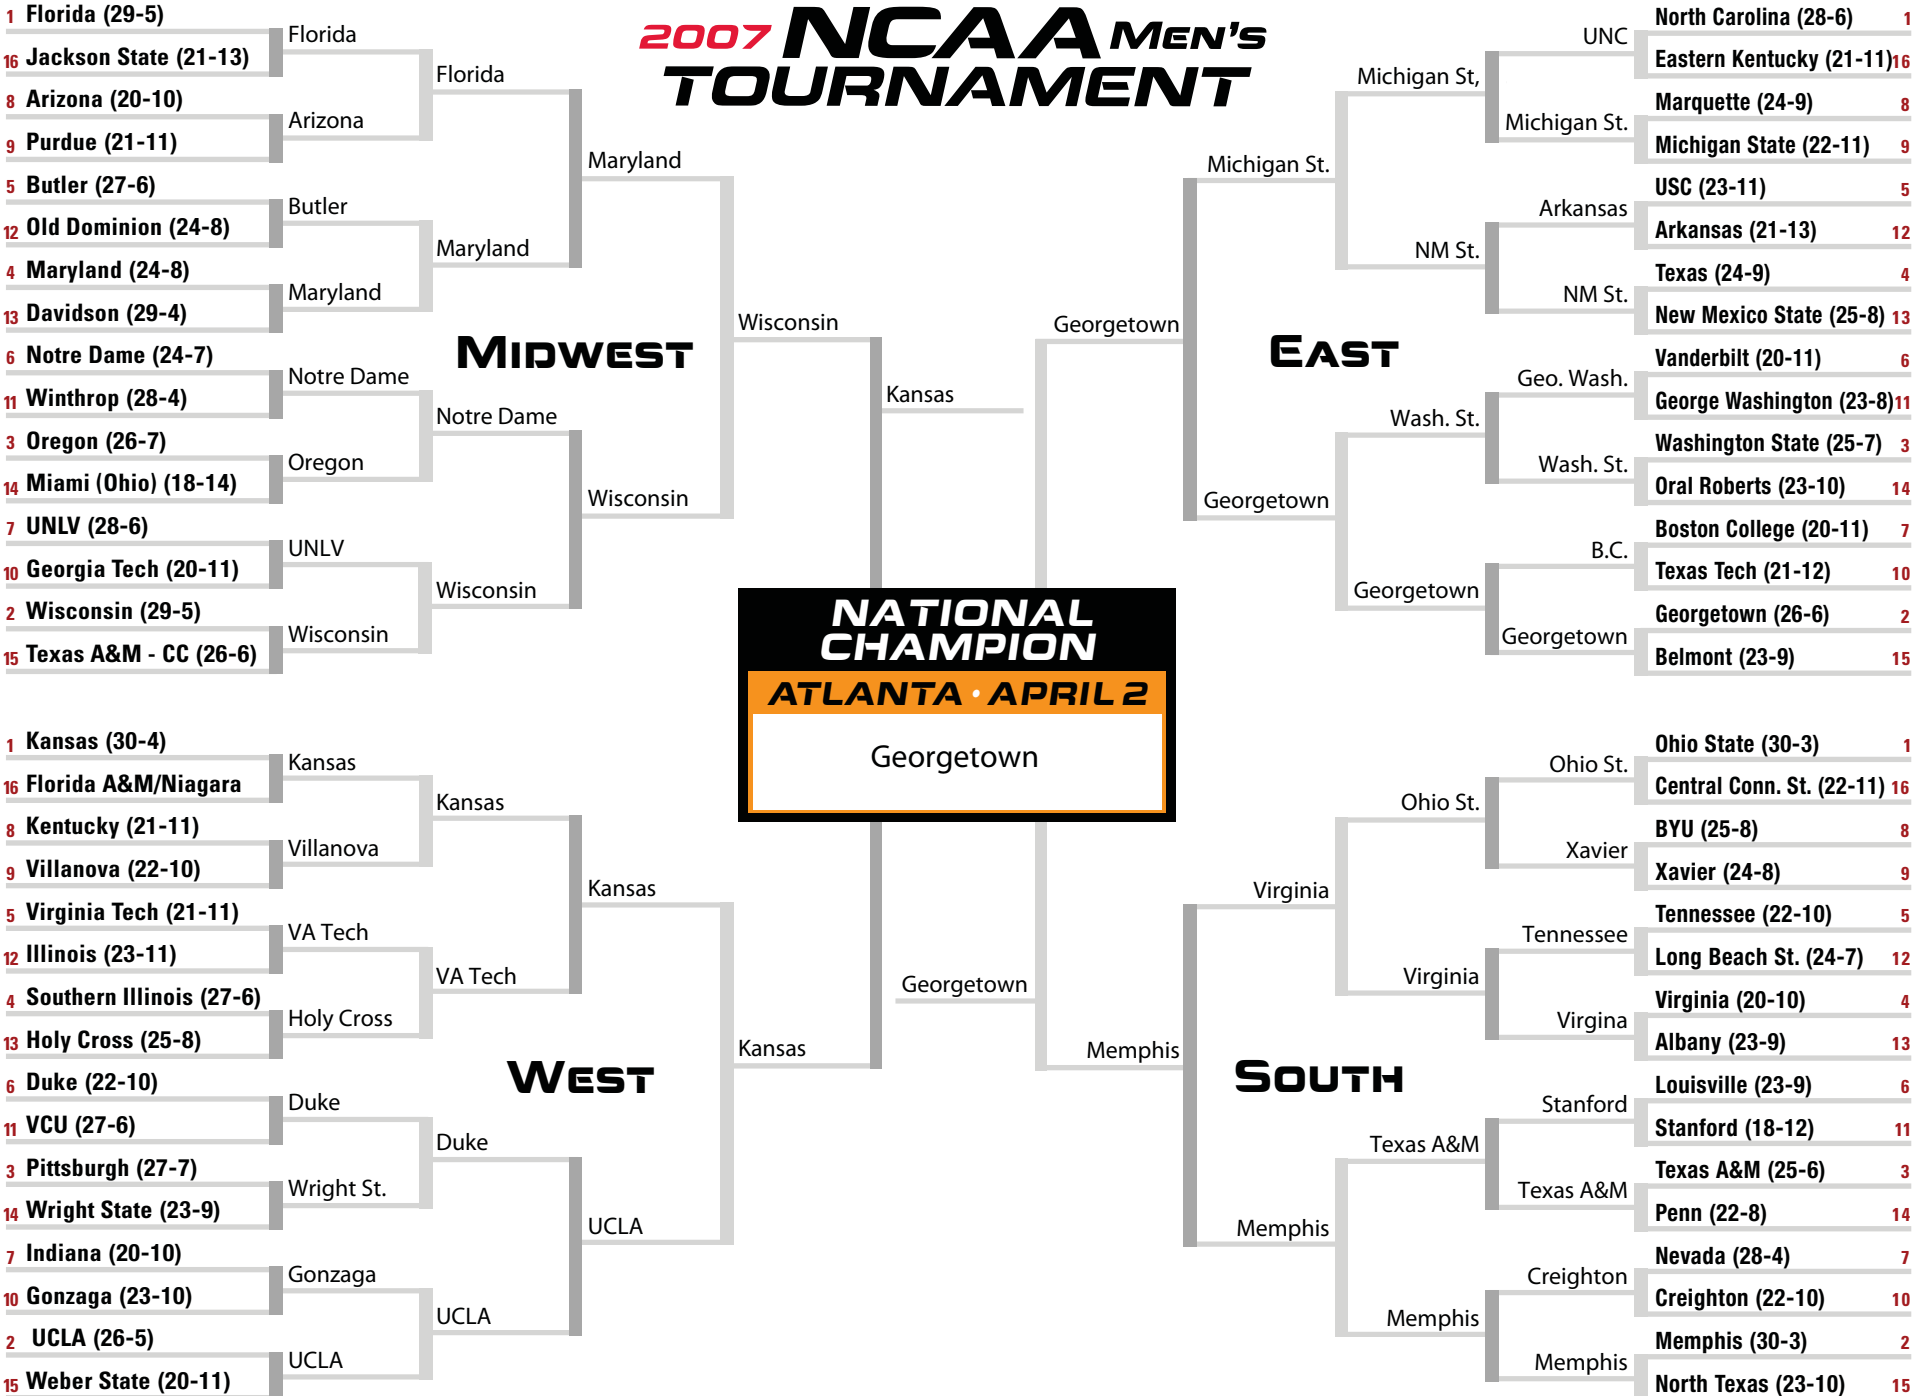 2007 NCAA MEN'S
TOURNAMENT
1 Florida (29-5)
16 Jackson State (21-13)
8 Arizona (20-10)
9 Purdue (21-11)
5 Butler (27-6)
12 Old Dominion (24-8)
4 Maryland (24-8)
13 Davidson (29-4)
6 Notre Dame (24-7)
11 Winthrop (28-4)
3 Oregon (26-7)
14 Miami (Ohio) (18-14)
7 UNLV (28-6)
10 Georgia Tech (20-11)
2 Wisconsin (29-5)
15 Texas A&M - CC (26-6)
Florida
Arizona
Butler
Maryland
Notre Dame
Oregon
UNLV
Wisconsin
Florida
Maryland
Notre Dame
Wisconsin
Maryland
Wisconsin
Wisconsin
MIDWEST
Kansas
1 Kansas (30-4)
16 Florida A&M/Niagara
8 Kentucky (21-11)
9 Villanova (22-10)
5 Virginia Tech (21-11)
12 Illinois (23-11)
4 Southern Illinois (27-6)
13 Holy Cross (25-8)
6 Duke (22-10)
11 VCU (27-6)
3 Pittsburgh (27-7)
14 Wright State (23-9)
7 Indiana (20-10)
10 Gonzaga (23-10)
2 UCLA (26-5)
15 Weber State (20-11)
Kansas
Villanova
VA Tech
Holy Cross
Duke
Wright St.
Gonzaga
UCLA
Kansas
VA Tech
Duke
UCLA
Kansas
UCLA
Kansas
WEST
NATIONAL
CHAMPION
ATLANTA • APRIL 2
Georgetown
Georgetown
North Carolina (28-6) 1
Eastern Kentucky (21-11) 16
Marquette (24-9) 8
Michigan State (22-11) 9
USC (23-11) 5
Arkansas (21-13) 12
Texas (24-9) 4
New Mexico State (25-8) 13
Vanderbilt (20-11) 6
George Washington (23-8) 11
Washington State (25-7) 3
Oral Roberts (23-10) 14
Boston College (20-11) 7
Texas Tech (21-12) 10
Georgetown (26-6) 2
Belmont (23-9) 15
UNC
Michigan St.
Arkansas
NM St.
Geo. Wash.
Wash. St.
B.C.
Georgetown
Michigan St,
NM St.
Wash. St.
Georgetown
Michigan St.
Georgetown
Georgetown
EAST
Ohio State (30-3) 1
Central Conn. St. (22-11) 16
BYU (25-8) 8
Xavier (24-8) 9
Tennessee (22-10) 5
Long Beach St. (24-7) 12
Virginia (20-10) 4
Albany (23-9) 13
Louisville (23-9) 6
Stanford (18-12) 11
Texas A&M (25-6) 3
Penn (22-8) 14
Nevada (28-4) 7
Creighton (22-10) 10
Memphis (30-3) 2
North Texas (23-10) 15
Ohio St.
Xavier
Tennessee
Virgina
Stanford
Texas A&M
Creighton
Memphis
Ohio St.
Virginia
Texas A&M
Memphis
Virginia
Memphis
Memphis
SOUTH